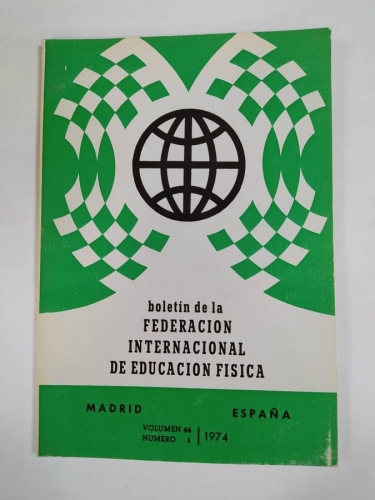 boletín de la
FEDERACION
INTERNACIONAL
DE EDUCACION FISICA
MADRID ESPAÑA
VOLUMEN 44
NUMERO 1 | 1974